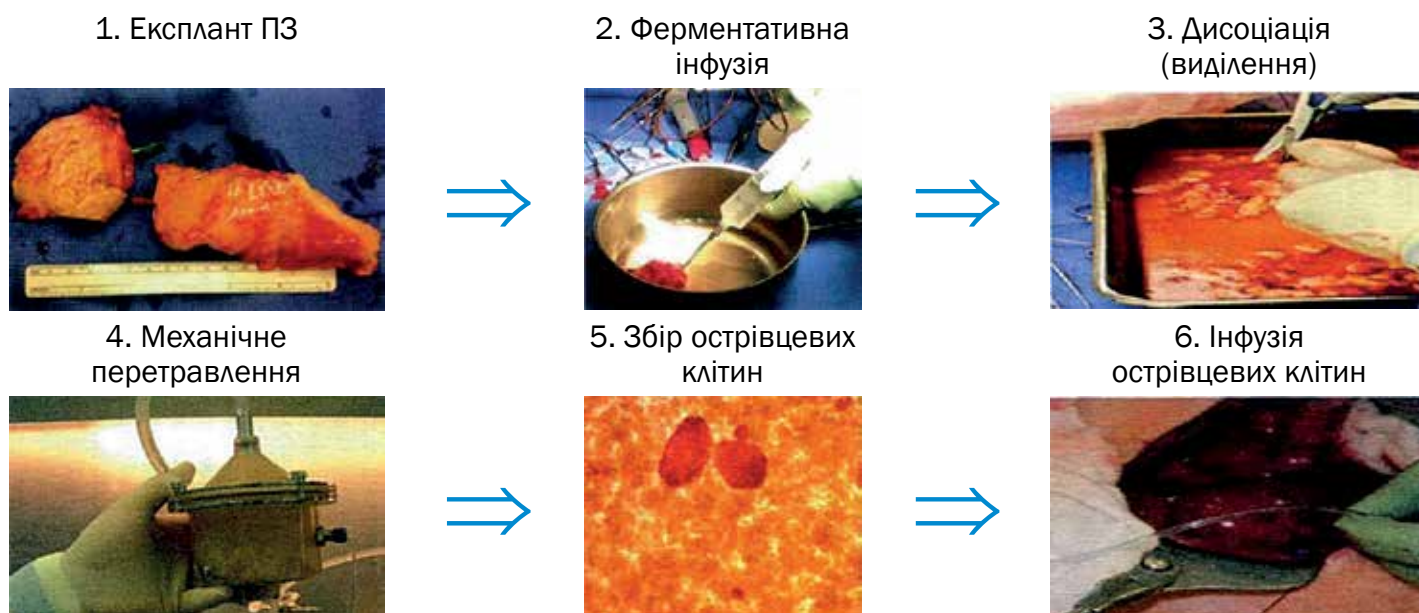 1. Експлант ПЗ
2. Ферментативна
інфузія
3. Дисоціація
(виділення)
4. Механічне
перетравлення
5. Збір острівцевих
клітин
6. Інфузія
острівцевих клітин